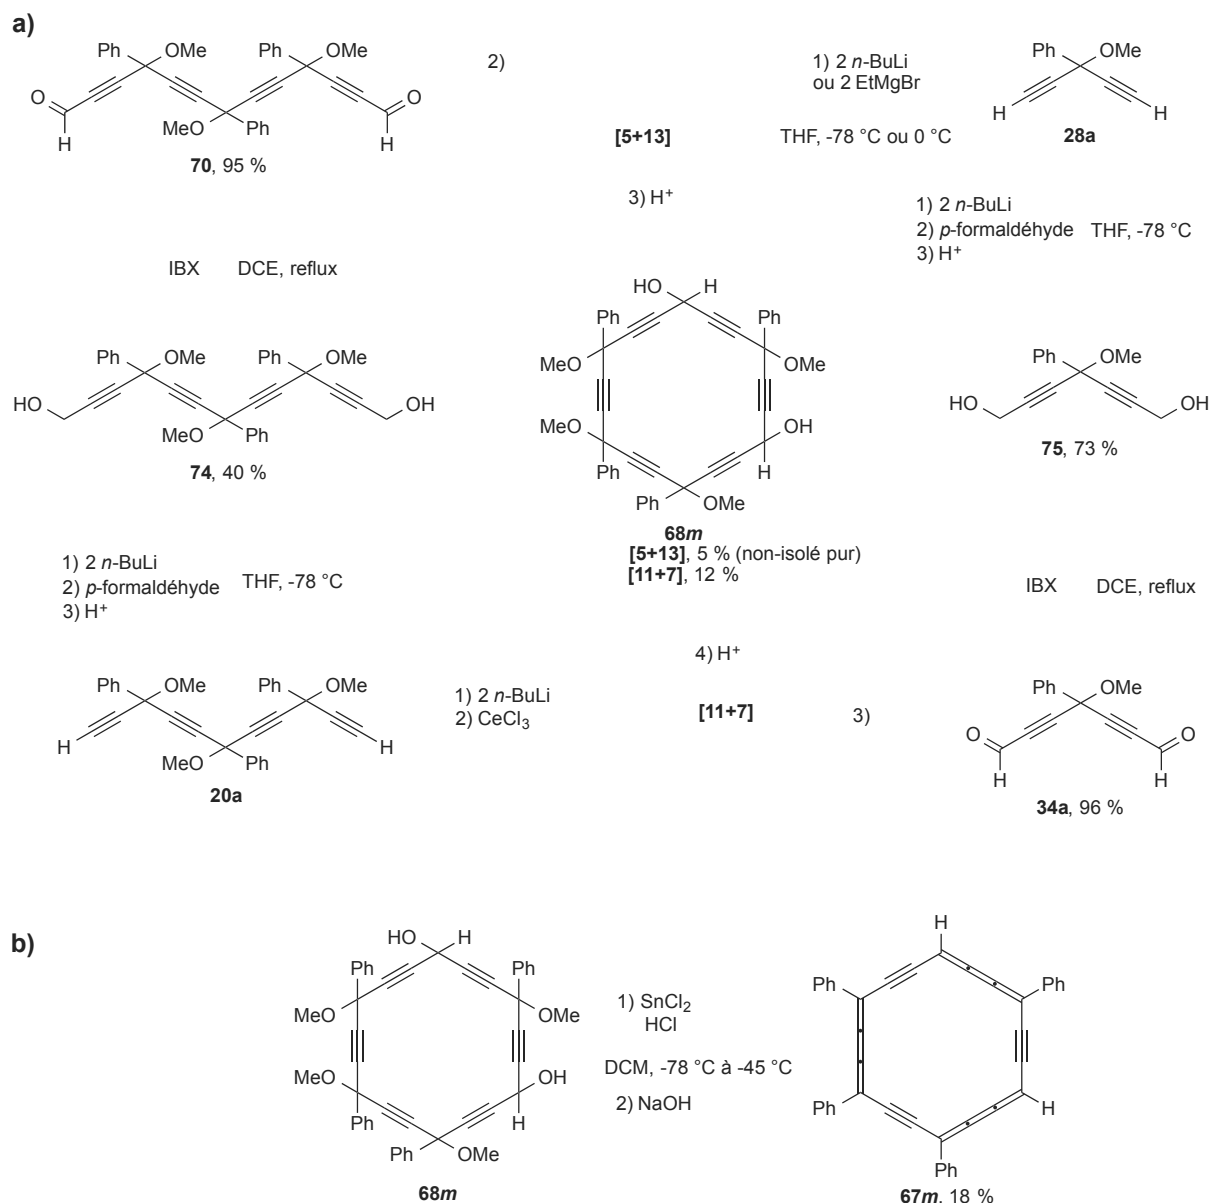 a)
Ph OMe Ph OMe
O O
H H
MeO Ph
70, 95 %
2)
[5+13]
3) H+
1) 2 n-BuLi
ou 2 EtMgBr
THF, -78 °C ou 0 °C
Ph OMe
H H
28a
1) 2 n-BuLi
2) p-formaldéhyde THF, -78 °C
3) H+
IBX DCE, reflux
Ph OMe Ph OMe
HO OH
MeO Ph
74, 40 %
HO H
Ph Ph
MeO OMe
MeO OH
Ph H
Ph OMe
68m
[5+13], 5 % (non-isolé pur)
[11+7], 12 %
Ph OMe
HO OH
75, 73 %
1) 2 n-BuLi
2) p-formaldéhyde THF, -78 °C
3) H+
IBX DCE, reflux
Ph OMe Ph OMe
H H
MeO Ph
20a
1) 2 n-BuLi
2) CeCl3
4) H+
[11+7]
3)
Ph OMe
O O
H H
34a, 96 %
b)
HO H
Ph Ph
MeO OMe
MeO OH
Ph H
Ph OMe
68m
1) SnCl2
HCl
DCM, -78 °C à -45 °C
2) NaOH
H
Ph Ph
Ph H
Ph
67m, 18 %